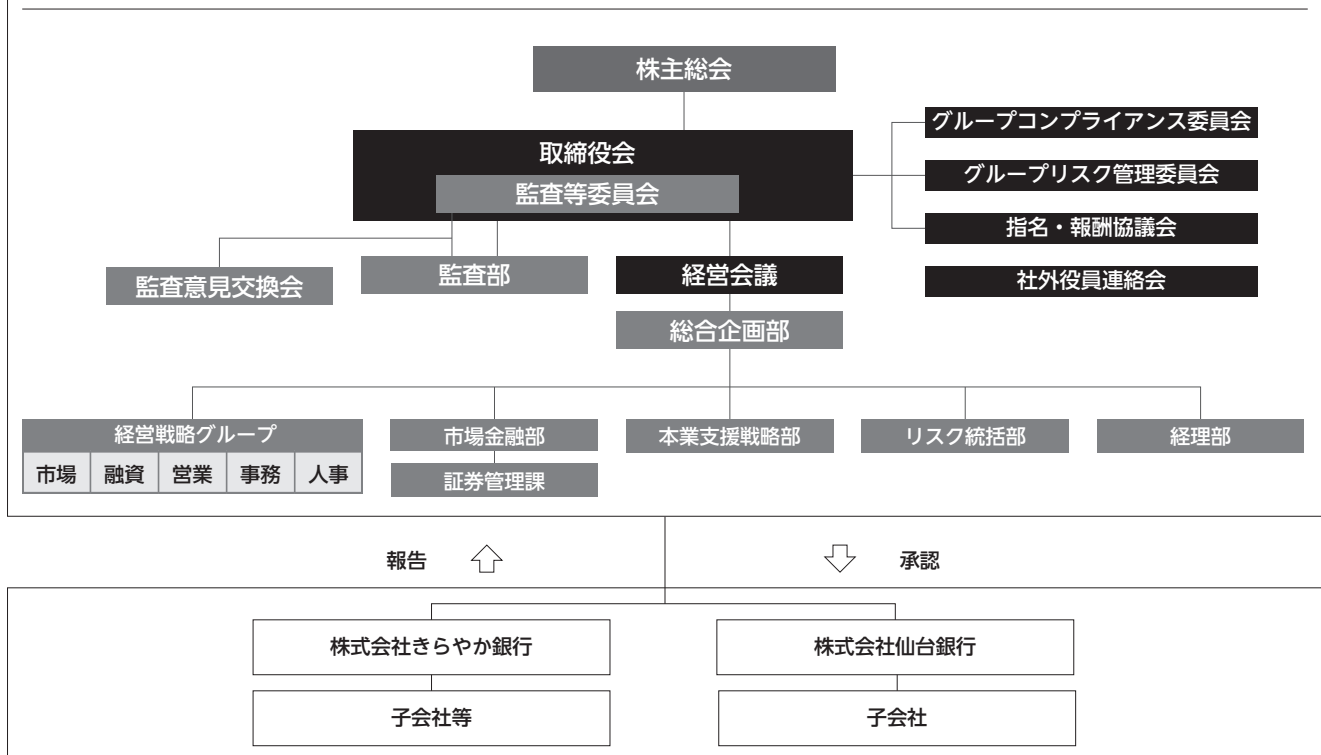 株主総会
取締役会
監査等委員会
グループコンプライアンス委員会
グループリスク管理委員会
指名・報酬協議会
社外役員連絡会
監査意見交換会
監査部
経営会議
総合企画部
経営戦略グループ
市場
融資
営業
事務
人事
市場金融部
証券管理課
本業支援戦略部
リスク統括部
経理部
報告
承認
株式会社きらやか銀行
株式会社仙台銀行
子会社等
子会社